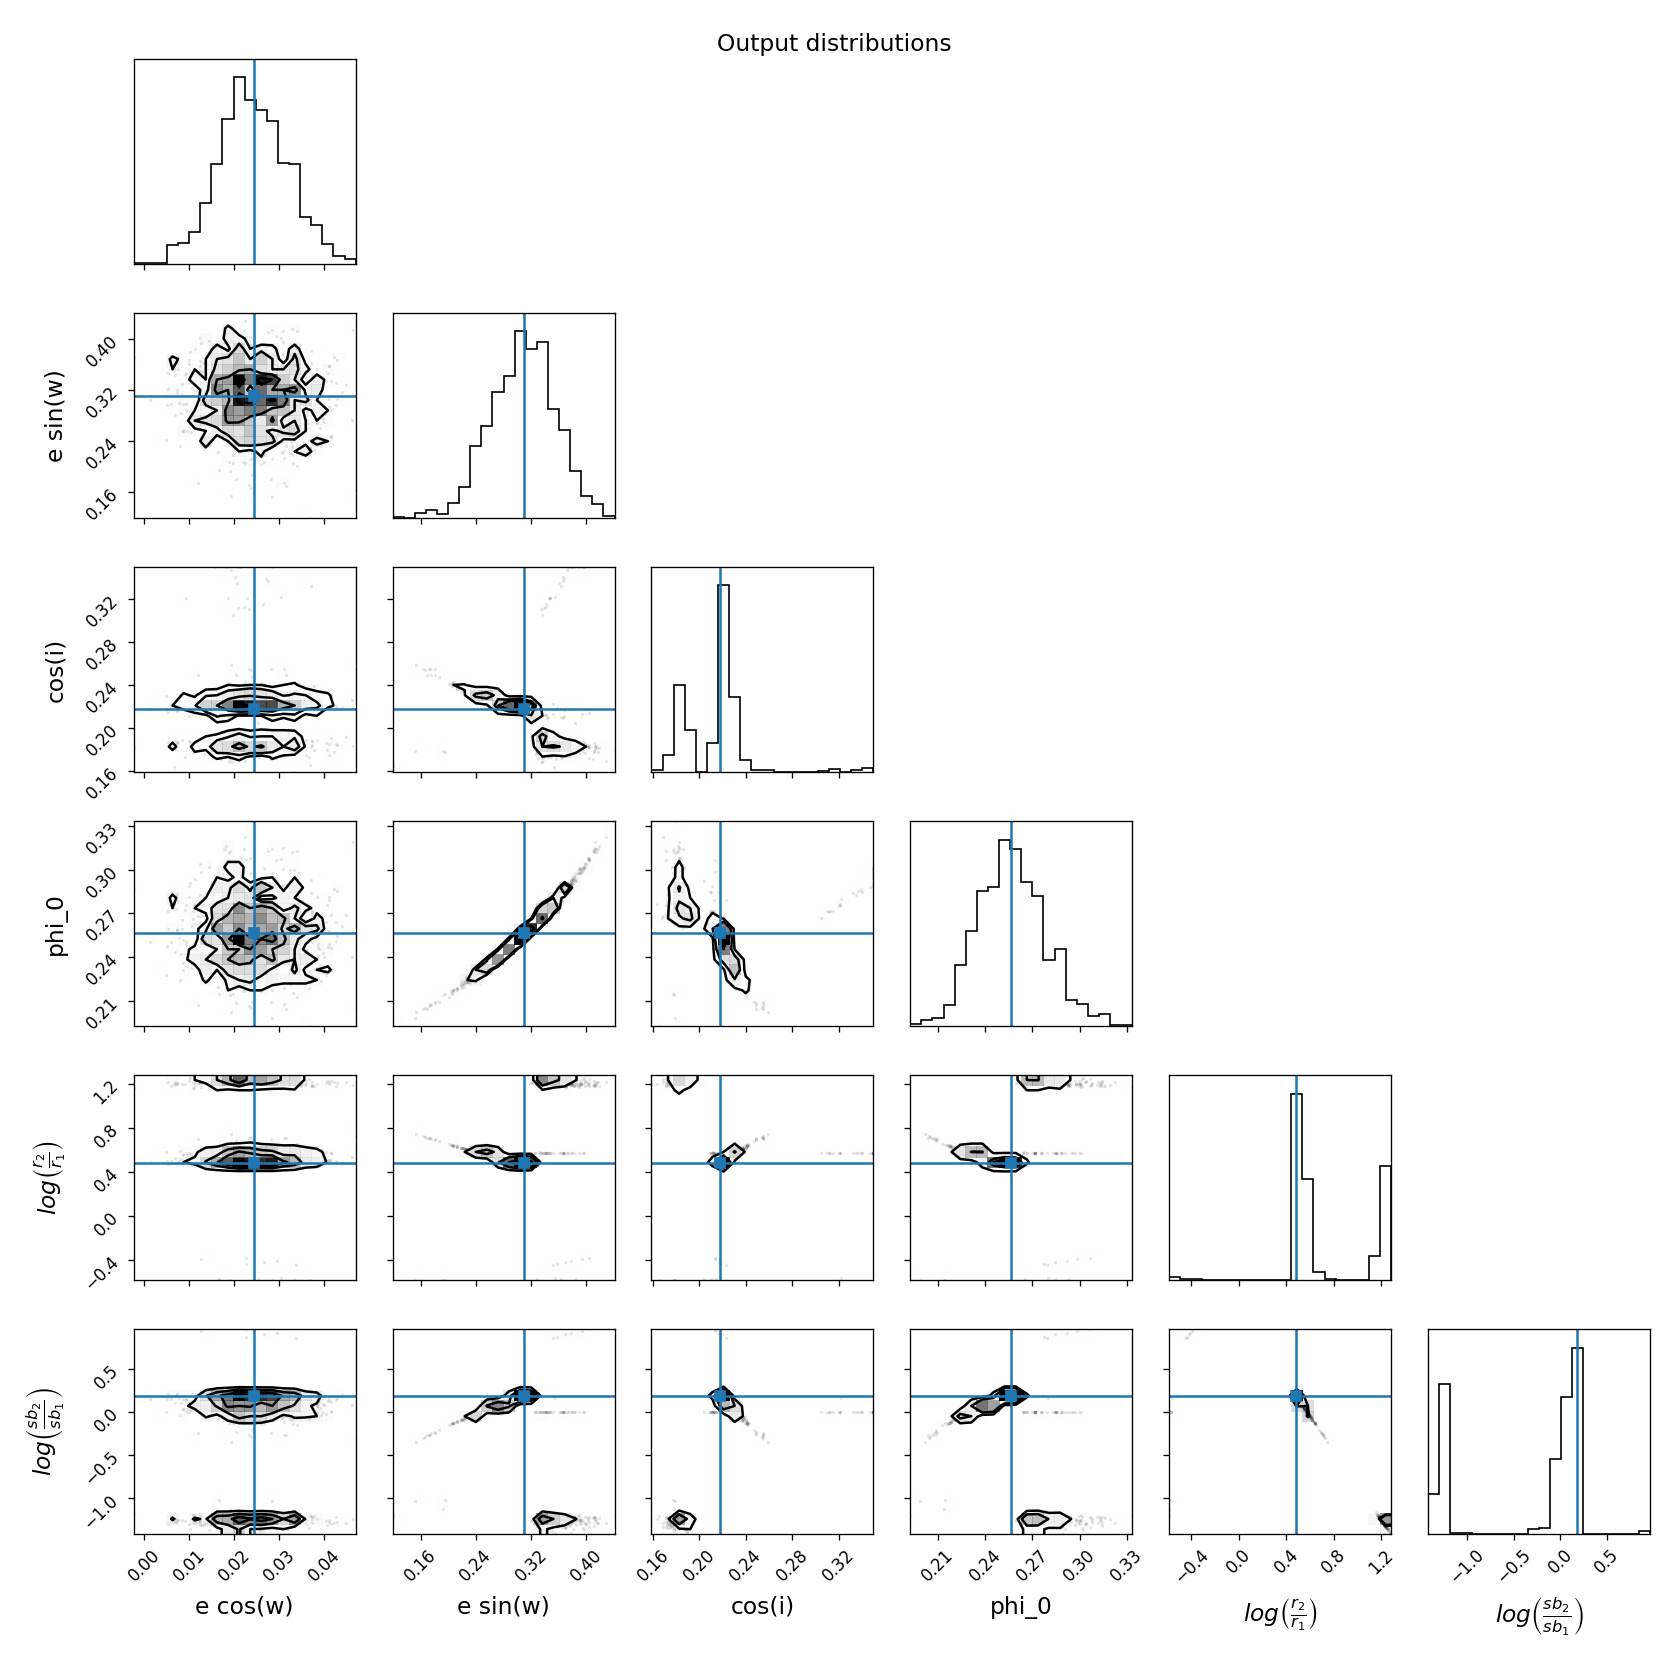 Output distributions
e sin(w)
0.40
0.32
0.24
0.16
cos(i)
0.32
0.28
0.24
0.20
0.16
phi_0
0.33
0.30
0.27
0.24
0.21
log(r2/r1)
1.2
0.8
0.4
0.0
−0.4
log(sb2/sb1)
0.5
0.0
−0.5
−1.0
0.00 0.01 0.02 0.03 0.04
0.16 0.24 0.32 0.40
0.16 0.20 0.24 0.28 0.32
0.21 0.24 0.27 0.30 0.33
−0.4 0.0 0.4 0.8 1.2
−1.0 −0.5 0.0 0.5
e cos(w)
e sin(w)
cos(i)
phi_0
log(r2/r1)
log(sb2/sb1)